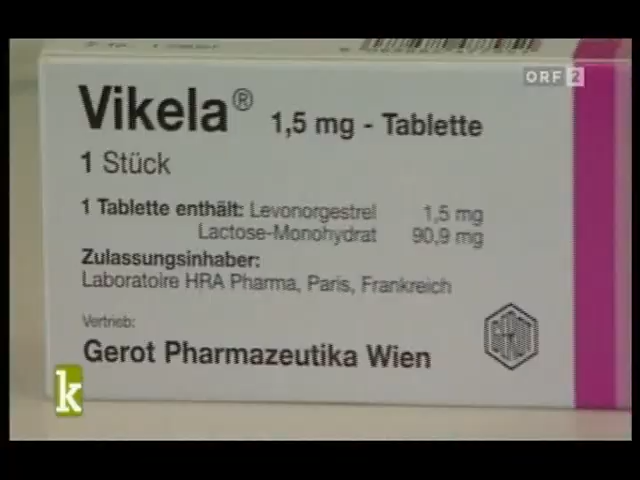 ORF 2
Vikela®
1,5 mg - Tablette
1 Stück
1 Tablette enthält: Levonorgestrel 1,5 mg
Lactose-Monohydrat 90,9 mg
Zulassungsinhaber:
Laboratoire HRA Pharma, Paris, Frankreich
Vertrieb:
Gerot Pharmazeutika Wien
GEROT
k